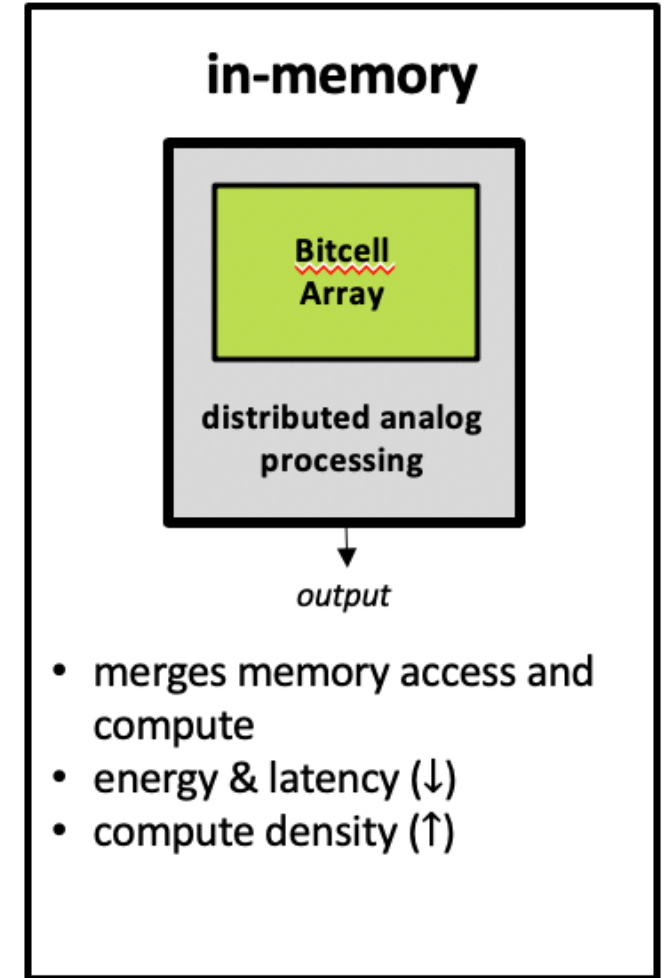 in-memory
Bitcell
Array
distributed analog
processing
output
• merges memory access and
compute
• energy & latency (↓)
• compute density (↑)